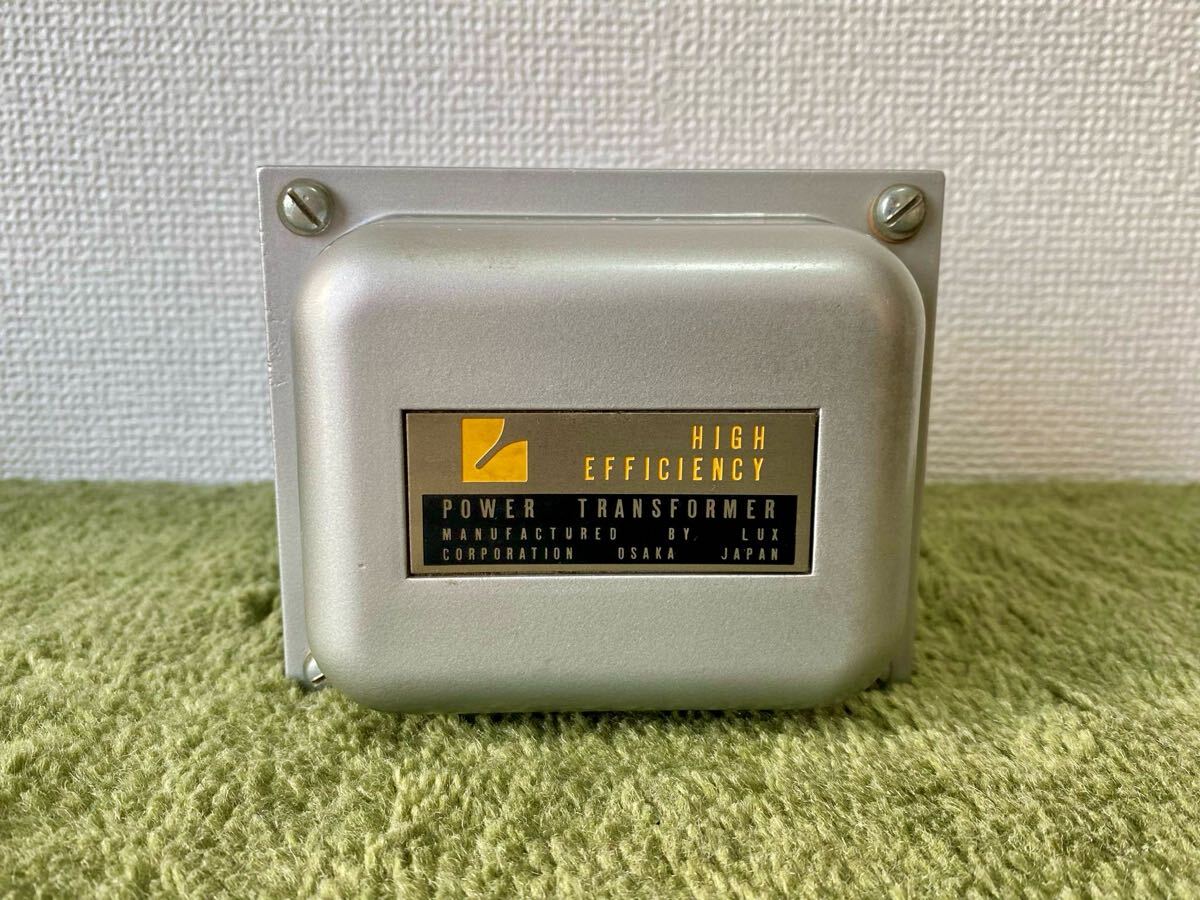 HIGH
EFFICIENCY
POWER TRANSFORMER
MANUFACTURED BY LUX
CORPORATION OSAKA JAPAN